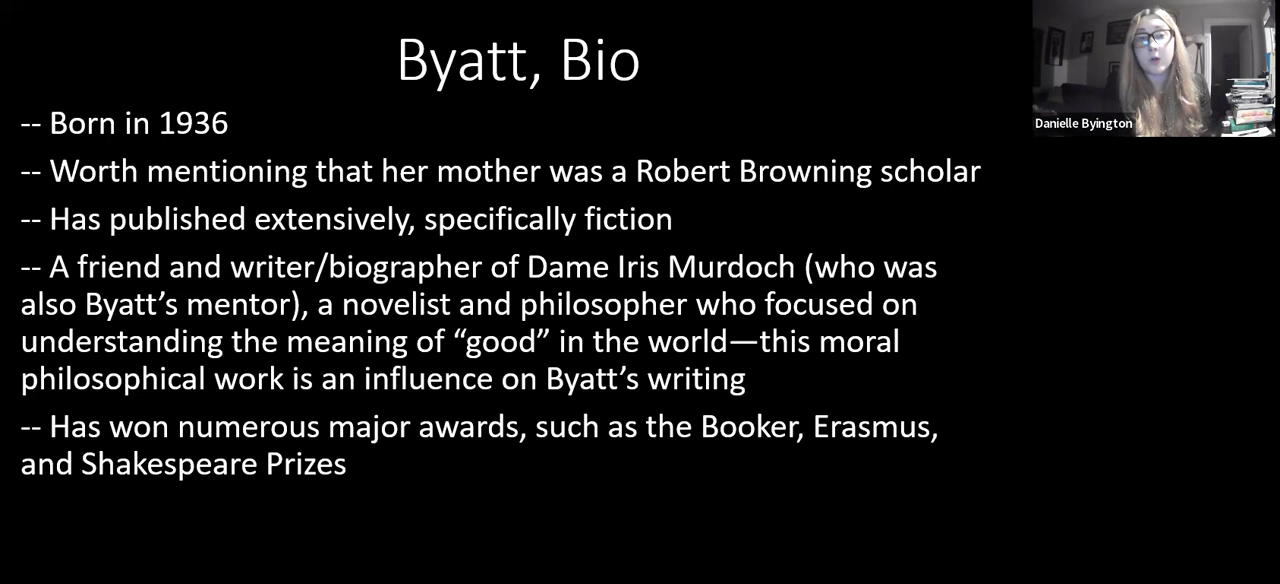 Byatt, Bio
Danielle Byington
-- Born in 1936
-- Worth mentioning that her mother was a Robert Browning scholar
-- Has published extensively, specifically fiction
-- A friend and writer/biographer of Dame Iris Murdoch (who was
also Byatt’s mentor), a novelist and philosopher who focused on
understanding the meaning of “good” in the world—this moral
philosophical work is an influence on Byatt’s writing
-- Has won numerous major awards, such as the Booker, Erasmus,
and Shakespeare Prizes